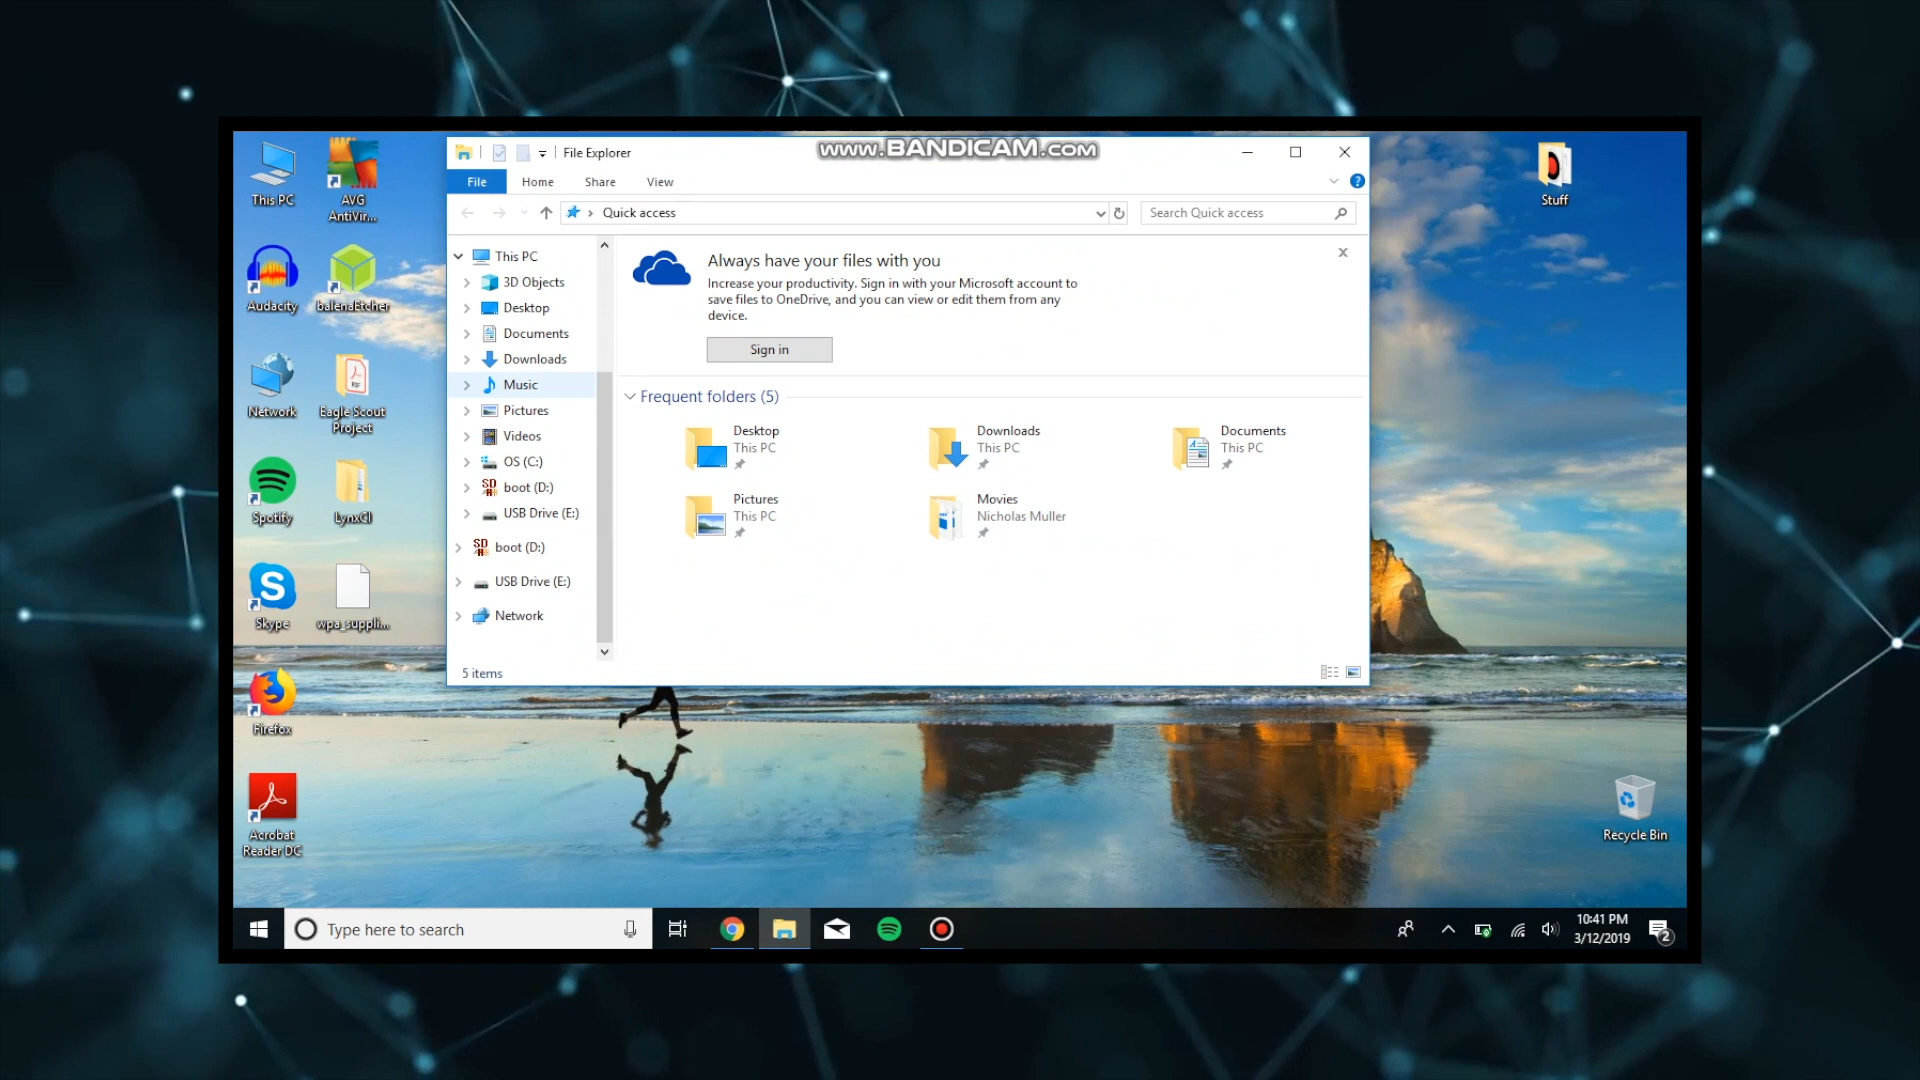 This PC
AVG
AntiVir...
Audacity
balenaEtcher
Network
Eagle Scout
Project
Spotify
LynxCI
Skype
wpa_suppli...
Firefox
Acrobat
Reader DC
File Explorer
www.BANDICAM.com
File
Home
Share
View
Quick access
Search Quick access
This PC
3D Objects
Desktop
Documents
Downloads
Music
Pictures
Videos
OS (C:)
boot (D:)
USB Drive (E:)
boot (D:)
USB Drive (E:)
Network
5 items
Always have your files with you
Increase your productivity. Sign in with your Microsoft account to
save files to OneDrive, and you can view or edit them from any
device.
Sign in
Frequent folders (5)
Desktop
This PC
Downloads
This PC
Documents
This PC
Pictures
This PC
Movies
Nicholas Muller
Stuff
Recycle Bin
Type here to search
10:41 PM
3/12/2019
2